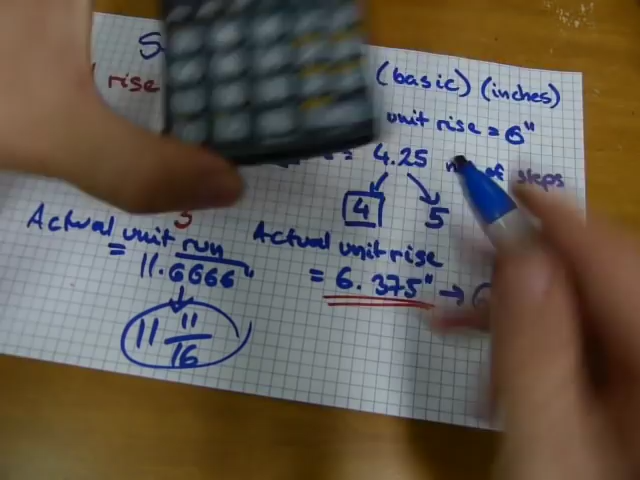 rise
(basic) (inches)
unit rise = 6"
= 4.25 of steps
4 5
Actual unit run
= 11.6666"
11 11/16
Actual unit rise
= 6.375" →